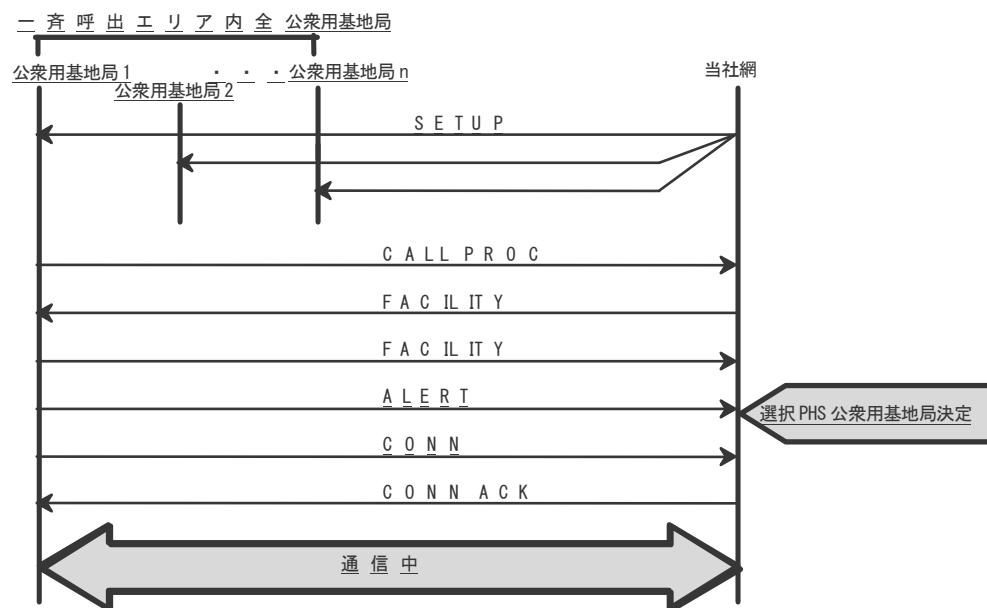 一斉呼出エリア内全公衆用基地局
公衆用基地局1 ・・・公衆用基地局n
公衆用基地局2
当社網
SETUP
CALL PROC
FACILITY
FACILITY
ALERT
選択PHS公衆用基地局決定
CONN
CONN ACK
通信中